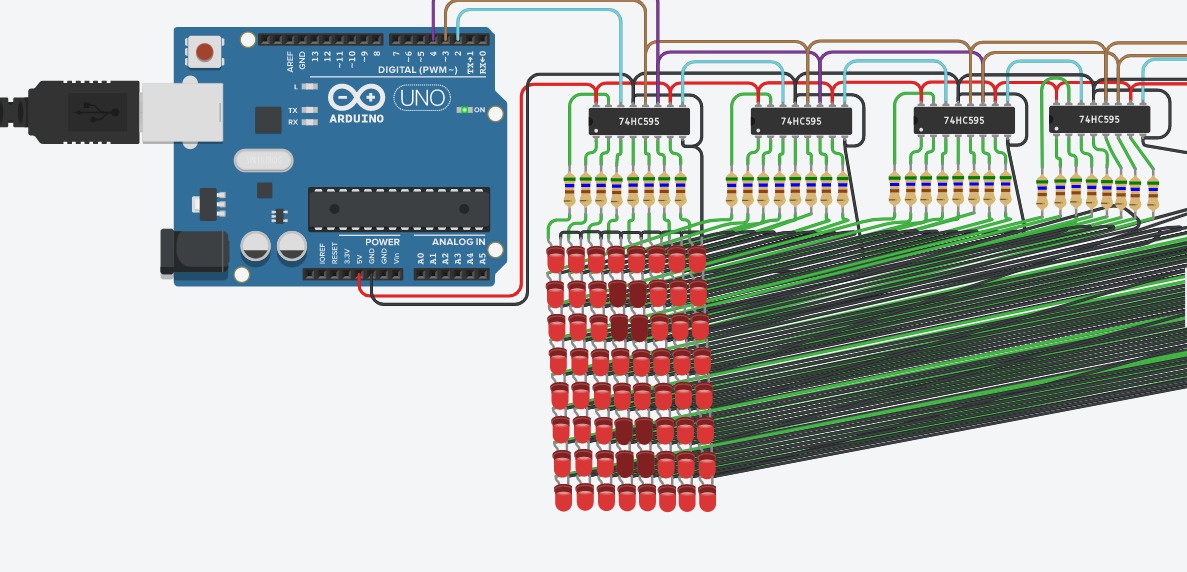 AREF
GND
13
12
~11
~10
~9
8
7
~6
~5
4
~3
2
TX→1
RX←0
DIGITAL (PWM~)
L
TX
RX
UNO
ON
ARDUINO
74HC595
74HC595
74HC595
74HC595
POWER
ANALOG IN
IOREF
RESET
3.3V
5V
GND
GND
Vin
A0
A1
A2
A3
A4
A5